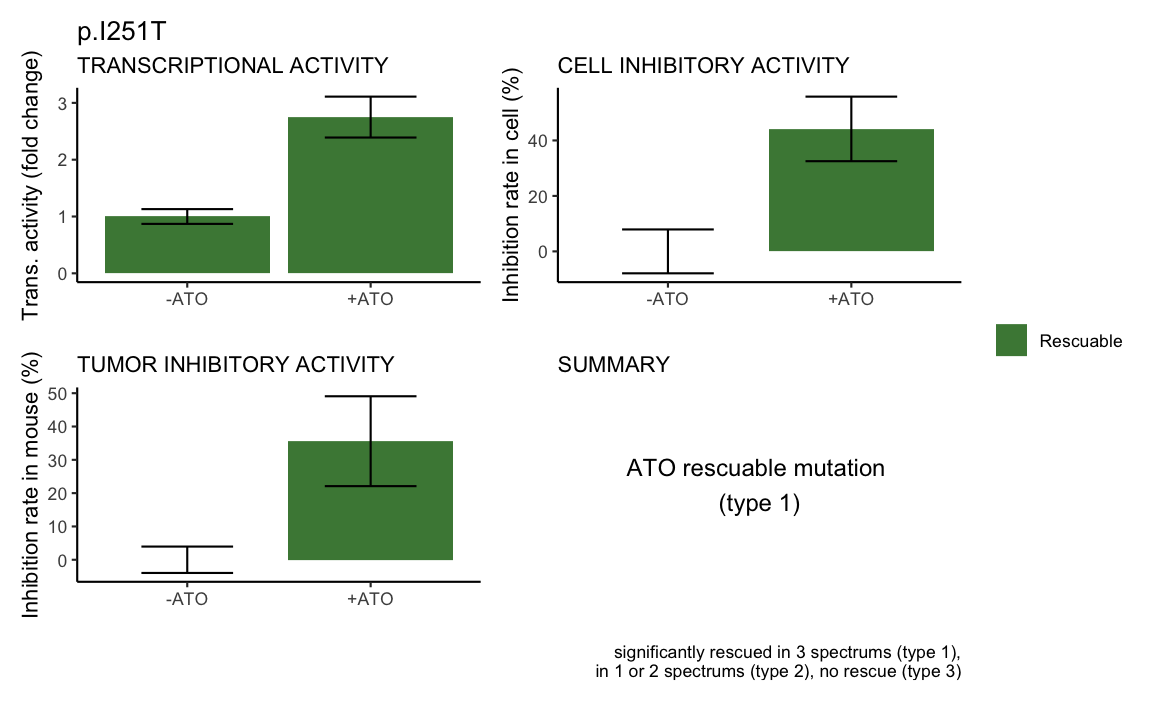 p.I251T
TRANSCRIPTIONAL ACTIVITY
Trans. activity (fold change)
3
2
1
0
-ATO
+ATO
CELL INHIBITORY ACTIVITY
Inhibition rate in cell (%)
40
20
0
-ATO
+ATO
Rescuable
TUMOR INHIBITORY ACTIVITY
Inhibition rate in mouse (%)
50
40
30
20
10
0
-ATO
+ATO
SUMMARY
ATO rescuable mutation
(type 1)
significantly rescued in 3 spectrums (type 1),
in 1 or 2 spectrums (type 2), no rescue (type 3)